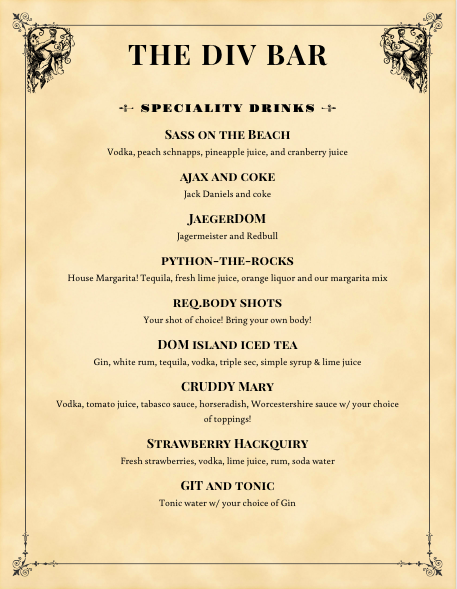 THE DIV BAR
SPECIALITY DRINKS
Sass on the Beach
Vodka, peach schnapps, pineapple juice, and cranberry juice
Ajax and coke
Jack Daniels and coke
JaegerDOM
Jagermeister and Redbull
python-the-rocks
House Margarita! Tequila, fresh lime juice, orange liquor and our margarita mix
req.body shots
Your shot of choice! Bring your own body!
DOM island iced tea
Gin, white rum, tequila, vodka, triple sec, simple syrup & lime juice
CRUDDY Mary
Vodka, tomato juice, tabasco sauce, horseradish, Worcestershire sauce w/ your choice
of toppings!
Strawberry Hackquiry
Fresh strawberries, vodka, lime juice, rum, soda water
GIT and tonic
Tonic water w/ your choice of Gin